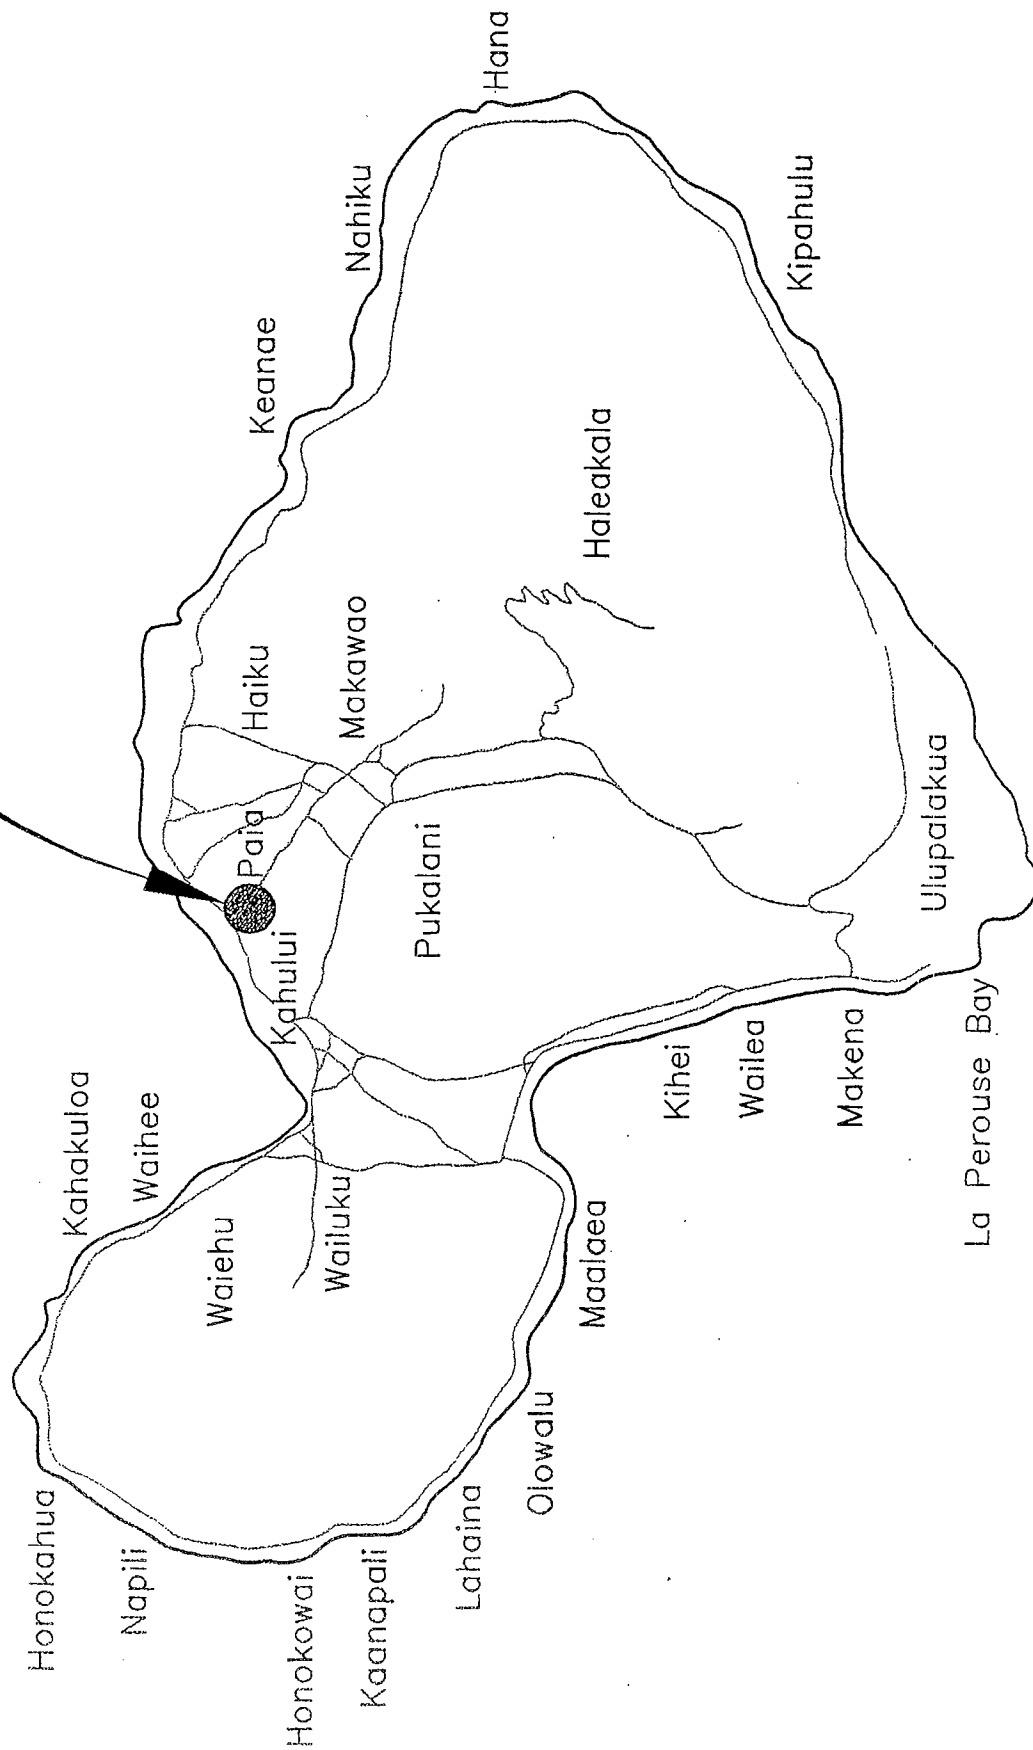 Honokahua
Napili
Honokowai
Kaanapali
Lahaina
Olowalu
Kahakuloa
Waihee
Waiehu
Wailuku
Maalaea
Kahului
Paia
Haiku
Makawao
Pukalani
Kihei
Wailea
Makena
La Perouse Bay
Ulupalakua
Haleakala
Keanae
Nahiku
Hana
Kipahulu